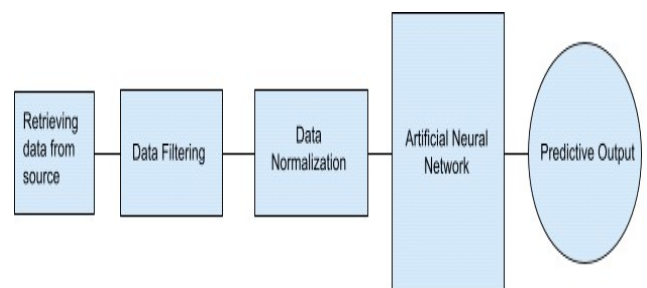 Retrieving
data from
source
Data Filtering
Data
Normalization
Artificial Neural
Network
Predictive Output